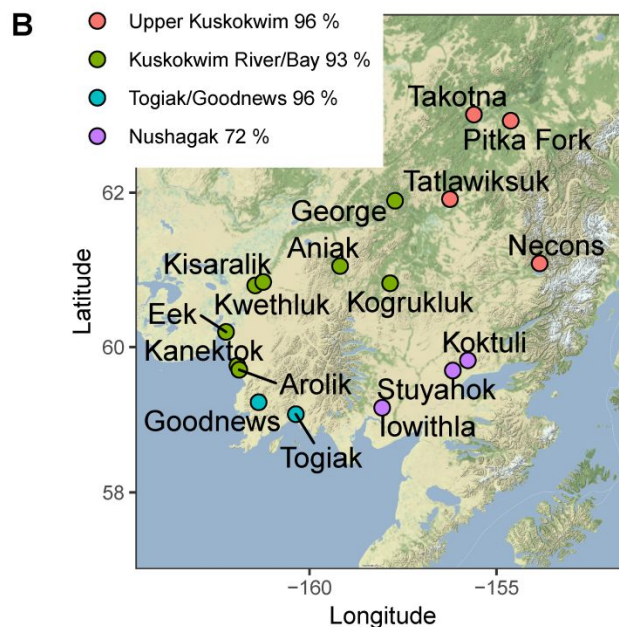 B
Upper Kuskokwim 96 %
Kuskokwim River/Bay 93 %
Togiak/Goodnews 96 %
Nushagak 72 %
Takotna
Pitka Fork
Tatlawiksuk
62
George
Necons
Aniak
Kisaralik
Kwethluk
Kogrukluk
Eek
Koktuli
60
Kanektok
Arolik
Stuyahok
Goodnews
Iowithla
Togiak
58
−160
−155
Latitude
Longitude